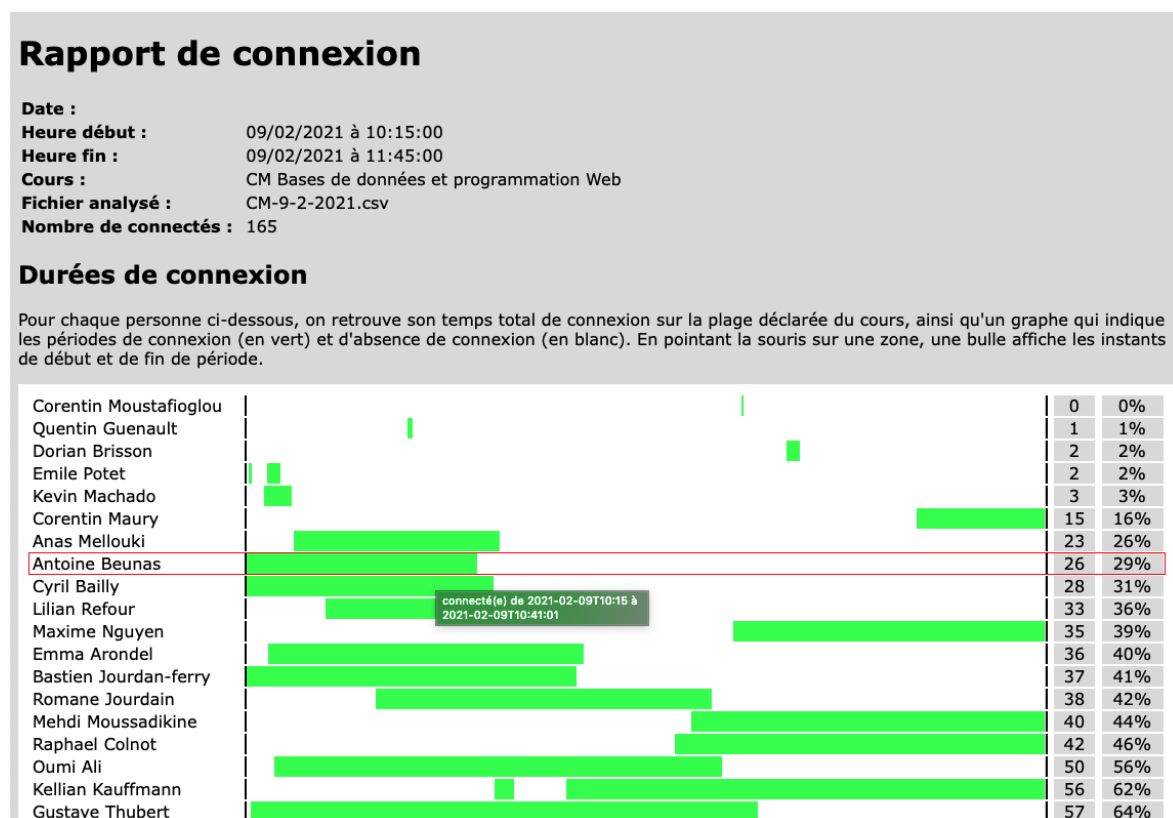 Rapport de connexion
Date :
Heure début : 09/02/2021 à 10:15:00
Heure fin : 09/02/2021 à 11:45:00
Cours : CM Bases de données et programmation Web
Fichier analysé : CM-9-2-2021.csv
Nombre de connectés : 165
Durées de connexion
Pour chaque personne ci-dessous, on retrouve son temps total de connexion sur la plage déclarée du cours, ainsi qu'un graphe qui indique
les périodes de connexion (en vert) et d'absence de connexion (en blanc). En pointant la souris sur une zone, une bulle affiche les instants
de début et de fin de période.
Corentin Moustafioglou 0 0%
Quentin Guenault 1 1%
Dorian Brisson 2 2%
Emile Potet 2 2%
Kevin Machado 3 3%
Corentin Maury 15 16%
Anas Mellouki 23 26%
Antoine Beunas 26 29%
Cyril Bailly 28 31%
connecté(e) de 2021-02-09T10:15 à
2021-02-09T10:41:01
Lilian Refour 33 36%
Maxime Nguyen 35 39%
Emma Arondel 36 40%
Bastien Jourdan-ferry 37 41%
Romane Jourdain 38 42%
Mehdi Moussadikine 40 44%
Raphael Colnot 42 46%
Oumi Ali 50 56%
Kellian Kauffmann 56 62%
Gustave Thubert 57 64%